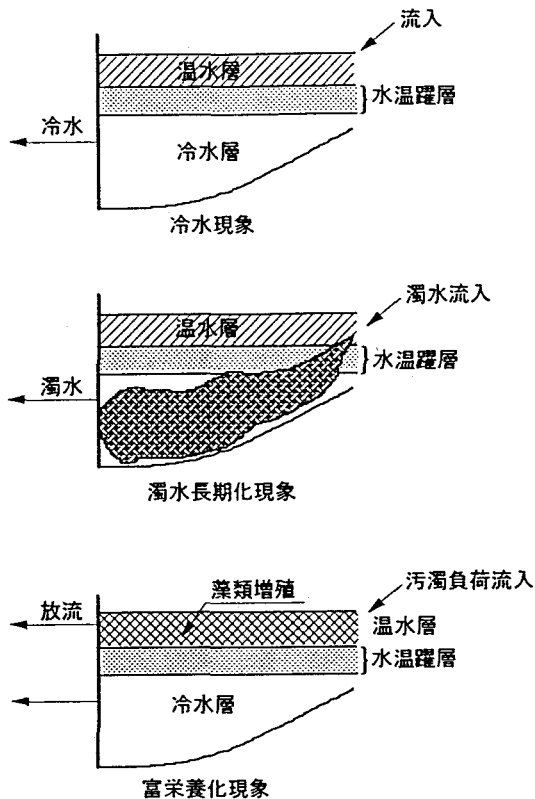 流入
温水層
水温躍層
冷水
冷水層
冷水現象
濁水流入
温水層
水温躍層
濁水
濁水長期化現象
汚濁負荷流入
藻類増殖
放流
温水層
水温躍層
冷水層
富栄養化現象